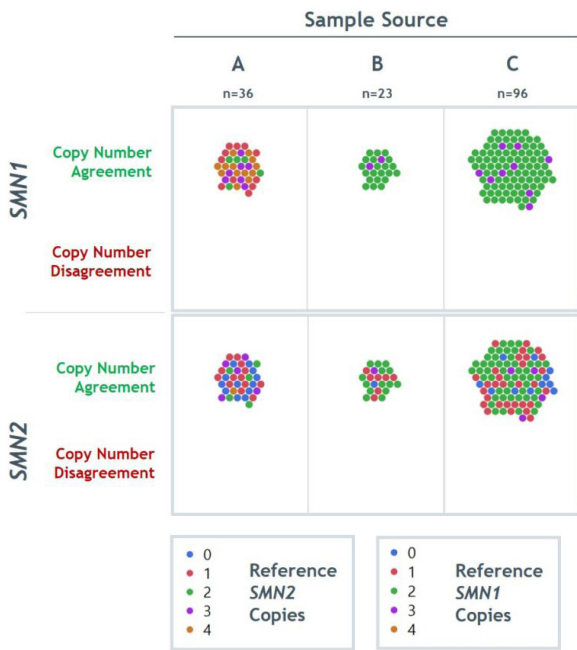 Sample Source
A B C
n=36 n=23 n=96
SMN1
Copy Number
Agreement
Copy Number
Disagreement
SMN2
Copy Number
Agreement
Copy Number
Disagreement
0
1
2
3
4
Reference
SMN2
Copies
0
1
2
3
4
Reference
SMN1
Copies